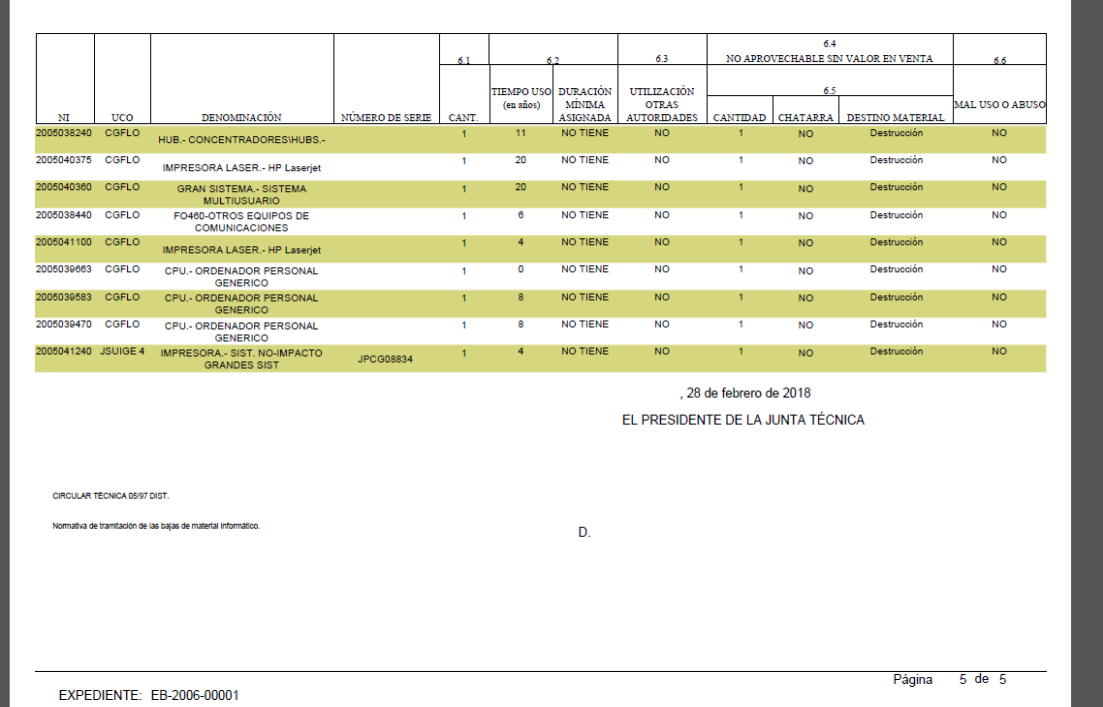 6.1 6.2 6.3 6.4
NO APROVECHABLE SIN VALOR EN VENTA 6.6
6.5
NI UCO DENOMINACIÓN NÚMERO DE SERIE CANT. TIEMPO USO (en años) DURACIÓN MÍNIMA ASIGNADA UTILIZACIÓN OTRAS AUTORIDADES CANTIDAD CHATARRA DESTINO MATERIAL MAL USO O ABUSO
2005038240 CGFLO HUB.- CONCENTRADORES\HUBS.- 1 11 NO TIENE NO 1 NO Destrucción NO
2005040375 CGFLO IMPRESORA LASER.- HP Laserjet 1 20 NO TIENE NO 1 NO Destrucción NO
2005040360 CGFLO GRAN SISTEMA.- SISTEMA MULTIUSUARIO 1 20 NO TIENE NO 1 NO Destrucción NO
2005038440 CGFLO FO460-OTROS EQUIPOS DE COMUNICACIONES 1 6 NO TIENE NO 1 NO Destrucción NO
2005041100 CGFLO IMPRESORA LASER.- HP Laserjet 1 4 NO TIENE NO 1 NO Destrucción NO
2005039663 CGFLO CPU.- ORDENADOR PERSONAL GENERICO 1 0 NO TIENE NO 1 NO Destrucción NO
2005039583 CGFLO CPU.- ORDENADOR PERSONAL GENERICO 1 8 NO TIENE NO 1 NO Destrucción NO
2005039470 CGFLO CPU.- ORDENADOR PERSONAL GENERICO 1 8 NO TIENE NO 1 NO Destrucción NO
2005041240 JSUIGE 4 IMPRESORA.- SIST. NO-IMPACTO GRANDES SIST JPCG08834 1 4 NO TIENE NO 1 NO Destrucción NO
, 28 de febrero de 2018
EL PRESIDENTE DE LA JUNTA TÉCNICA
CIRCULAR TÉCNICA 05/97 DIST.
Normativa de tramitación de las bajas de material informático.
D.
Página 5 de 5
EXPEDIENTE: EB-2006-00001